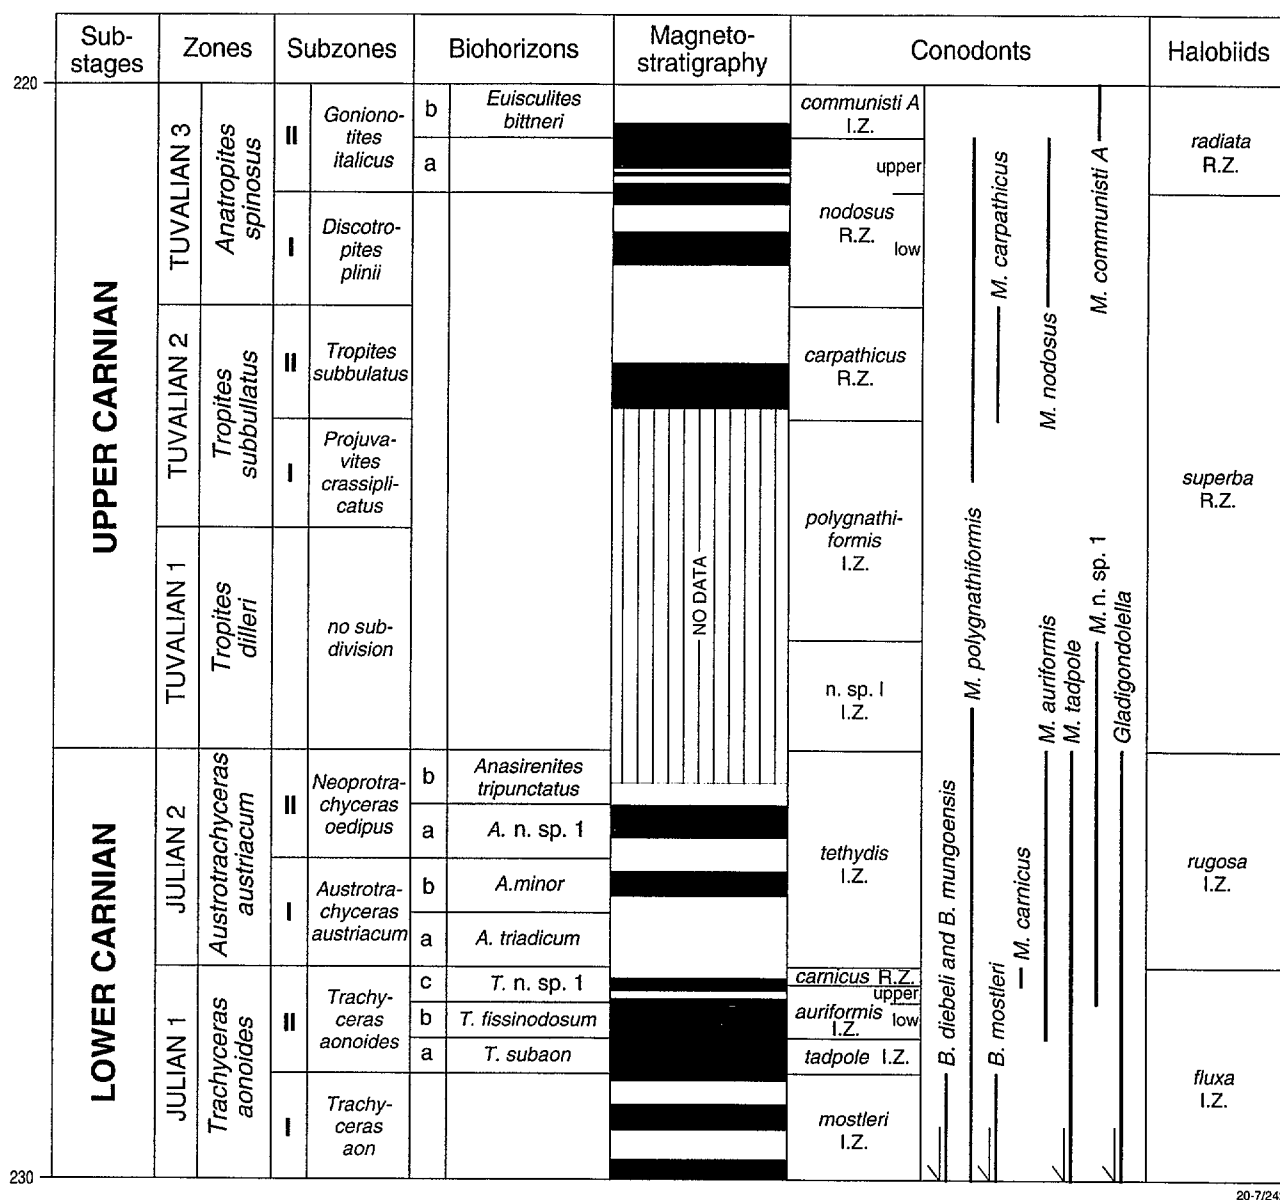 Sub-
stages
Zones
Subzones
Biohorizons
Magneto-
stratigraphy
Conodonts
Halobiids
220
230
UPPER CARNIAN
LOWER CARNIAN
TUVALIAN 3
TUVALIAN 2
TUVALIAN 1
JULIAN 2
JULIAN 1
Anatropites
spinosus
Tropites
subbullatus
Tropites
dilleri
Austrotrachyceras
austriacum
Trachyceras
aonoides
II
Goniono-
tites
italicus
I
Discotro-
pites
plinii
II
Tropites
subbulatus
I
Projuva-
vites
crassipli-
catus
no sub-
division
II
Neoprotra-
chyceras
oedipus
I
Austrotra-
chyceras
austriacum
II
Trachy-
ceras
aonoides
I
Trachy-
ceras
aon
b
Euisculites
bittneri
a
b
Anasirenites
tripunctatus
a
A. n. sp. 1
b
A.minor
a
A. triadicum
c
T. n. sp. 1
b
T. fissinodosum
a
T. subaon
NO DATA
communisti A
I.Z.
upper
nodosus
R.Z.
low
carpathicus
R.Z.
polygnathi-
formis
I.Z.
n. sp. I
I.Z.
tethydis
I.Z.
carnicus R.Z.
upper
auriformis
I.Z.
low
tadpole I.Z.
mostleri
I.Z.
B. diebeli and B. mungoensis
M. polygnathiformis
B. mostleri
M. carpathicus
M. carnicus
M. nodosus
M. auriformis
M. tadpole
M. communisti A
M. n. sp. 1
Gladigondolella
radiata
R.Z.
superba
R.Z.
rugosa
I.Z.
fluxa
I.Z.